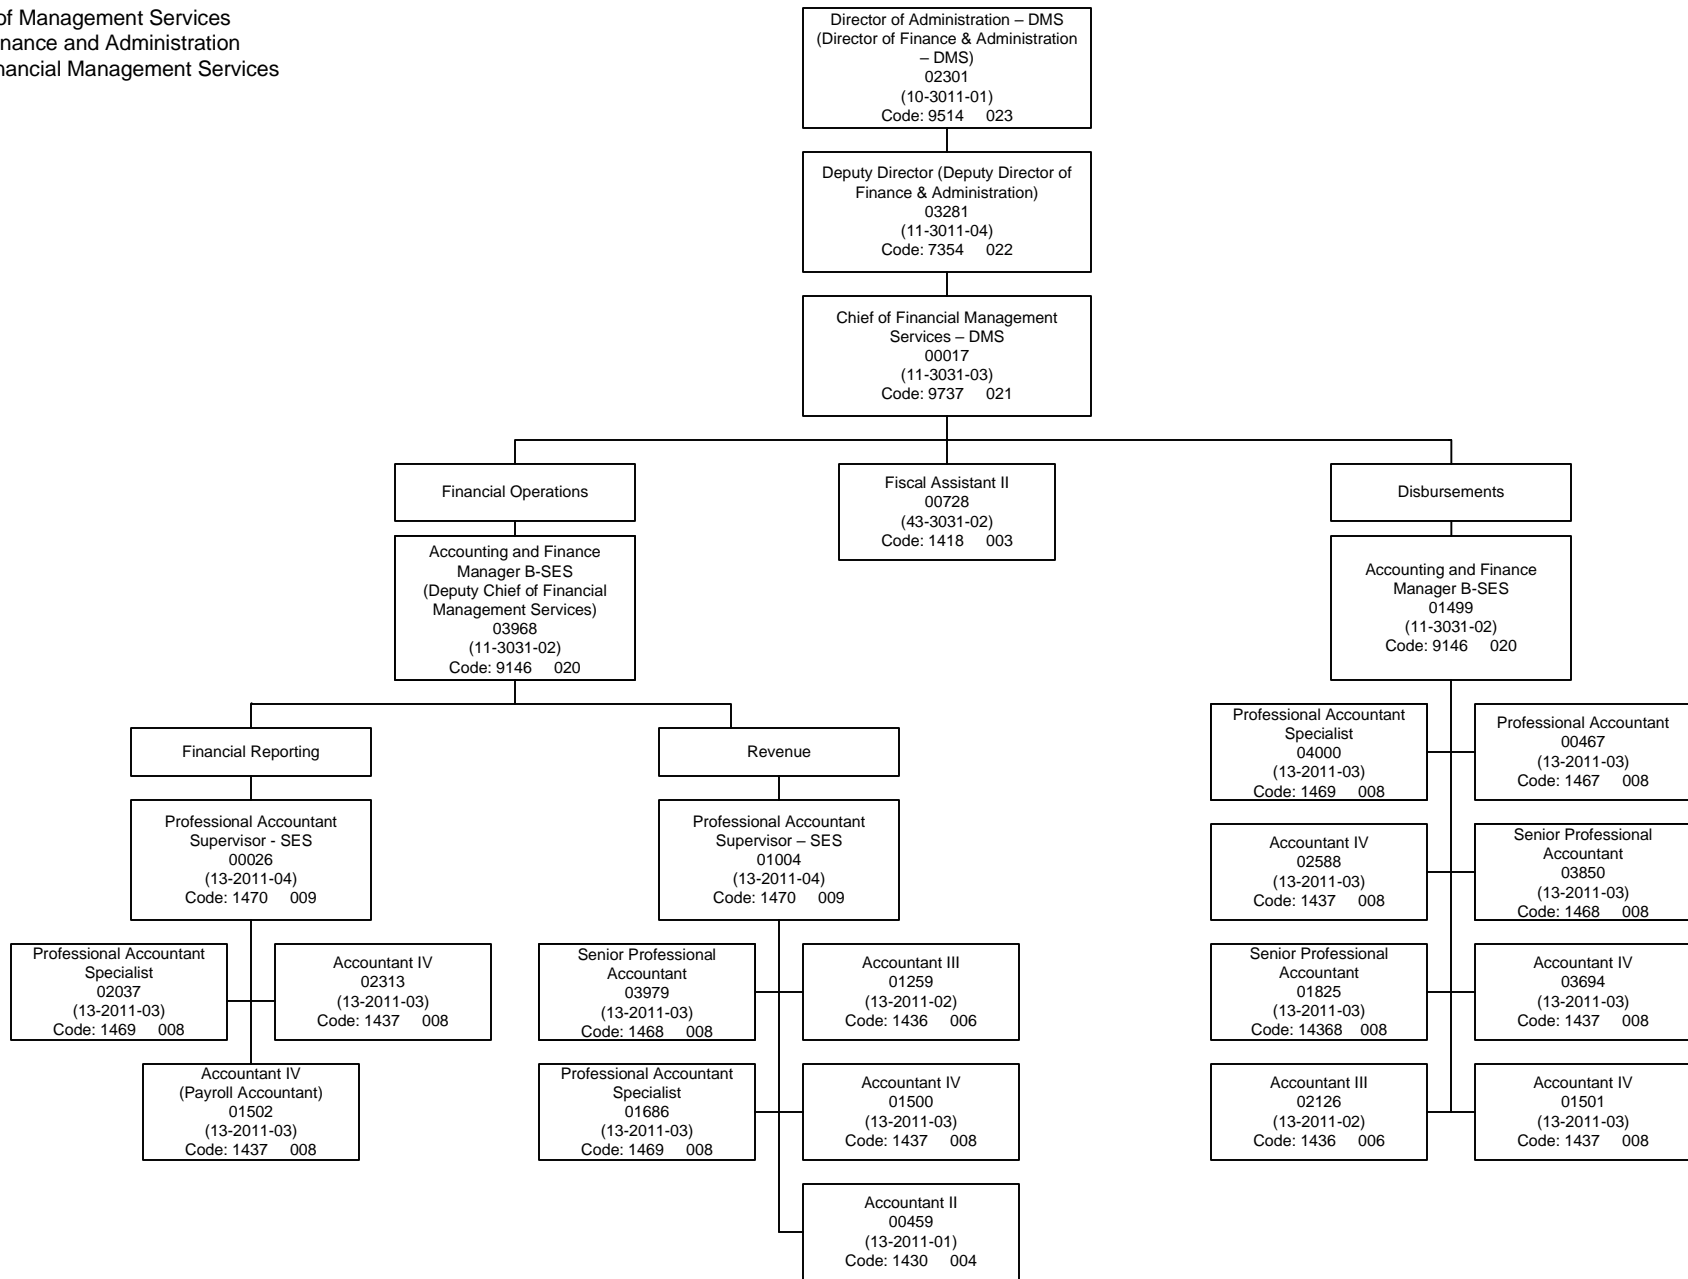 of Management Services
nance and Administration
nancial Management Services
Director of Administration – DMS
(Director of Finance & Administration
– DMS)
02301
(10-3011-01)
Code: 9514 023
Deputy Director (Deputy Director of
Finance & Administration)
03281
(11-3011-04)
Code: 7354 022
Chief of Financial Management
Services – DMS
00017
(11-3031-03)
Code: 9737 021
Financial Operations
Fiscal Assistant II
00728
(43-3031-02)
Code: 1418 003
Disbursements
Accounting and Finance
Manager B-SES
(Deputy Chief of Financial
Management Services)
03968
(11-3031-02)
Code: 9146 020
Accounting and Finance
Manager B-SES
01499
(11-3031-02)
Code: 9146 020
Financial Reporting
Revenue
Professional Accountant
Supervisor - SES
00026
(13-2011-04)
Code: 1470 009
Professional Accountant
Supervisor – SES
01004
(13-2011-04)
Code: 1470 009
Professional Accountant
Specialist
02037
(13-2011-03)
Code: 1469 008
Accountant IV
02313
(13-2011-03)
Code: 1437 008
Accountant IV
(Payroll Accountant)
01502
(13-2011-03)
Code: 1437 008
Senior Professional
Accountant
03979
(13-2011-03)
Code: 1468 008
Accountant III
01259
(13-2011-02)
Code: 1436 006
Professional Accountant
Specialist
01686
(13-2011-03)
Code: 1469 008
Accountant IV
01500
(13-2011-03)
Code: 1437 008
Accountant II
00459
(13-2011-01)
Code: 1430 004
Professional Accountant
Specialist
04000
(13-2011-03)
Code: 1469 008
Professional Accountant
00467
(13-2011-03)
Code: 1467 008
Accountant IV
02588
(13-2011-03)
Code: 1437 008
Senior Professional
Accountant
03850
(13-2011-03)
Code: 1468 008
Senior Professional
Accountant
01825
(13-2011-03)
Code: 14368 008
Accountant IV
03694
(13-2011-03)
Code: 1437 008
Accountant III
02126
(13-2011-02)
Code: 1436 006
Accountant IV
01501
(13-2011-03)
Code: 1437 008